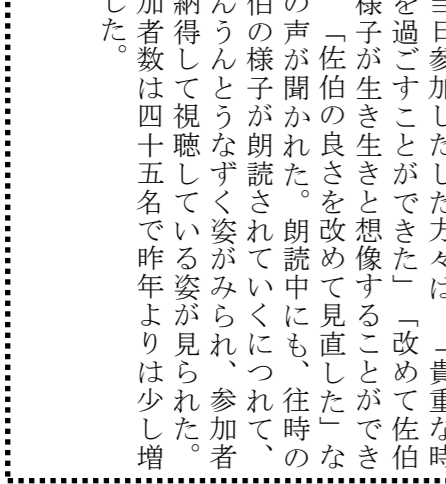 当日参加したした方々は　「貴重な時
を過ごすことができた」「改めて佐伯
様子が生き生きと想像することができ
「佐伯の良さを改めて見直した」な
の声が聞かれた。朗読中にも、往時の
伯の様子が朗読されていくにつれて、
んうんとうなずく姿がみられ、参加者
納得して視聴している姿が見られた。
加者数は四十五名で昨年よりは少し増
した。